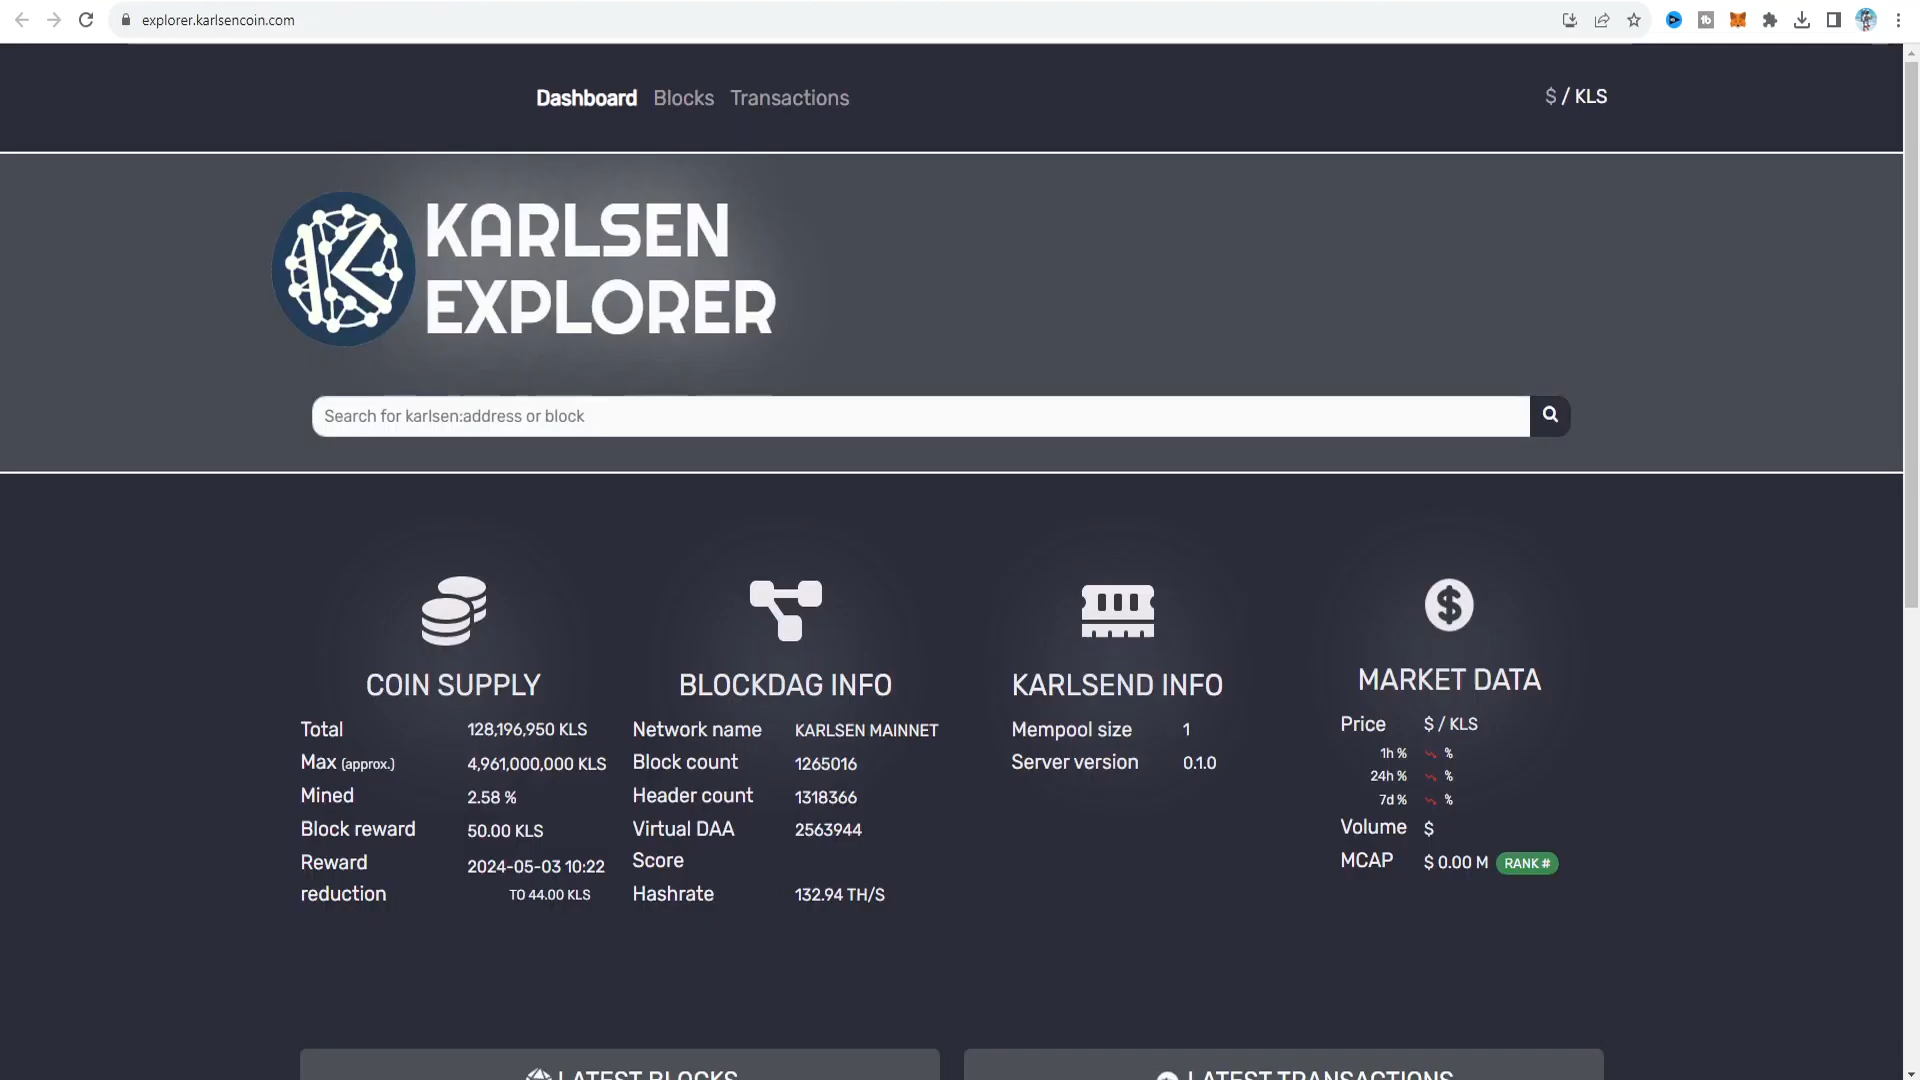 explorer.karlsencoin.com
Dashboard Blocks Transactions
$ / KLS
KARLSEN
EXPLORER
Search for karlsen:address or block
COIN SUPPLY
Total 128,196,950 KLS
Max (approx.) 4,961,000,000 KLS
Mined 2.58 %
Block reward 50.00 KLS
Reward reduction 2024-05-03 10:22
TO 44.00 KLS
BLOCKDAG INFO
Network name KARLSEN MAINNET
Block count 1265016
Header count 1318366
Virtual DAA Score 2563944
Hashrate 132.94 TH/S
KARLSEND INFO
Mempool size 1
Server version 0.1.0
MARKET DATA
Price $ / KLS
1h % %
24h % %
7d % %
Volume $
MCAP $ 0.00 M RANK #
LATEST BLOCKS
LATEST TRANSACTIONS